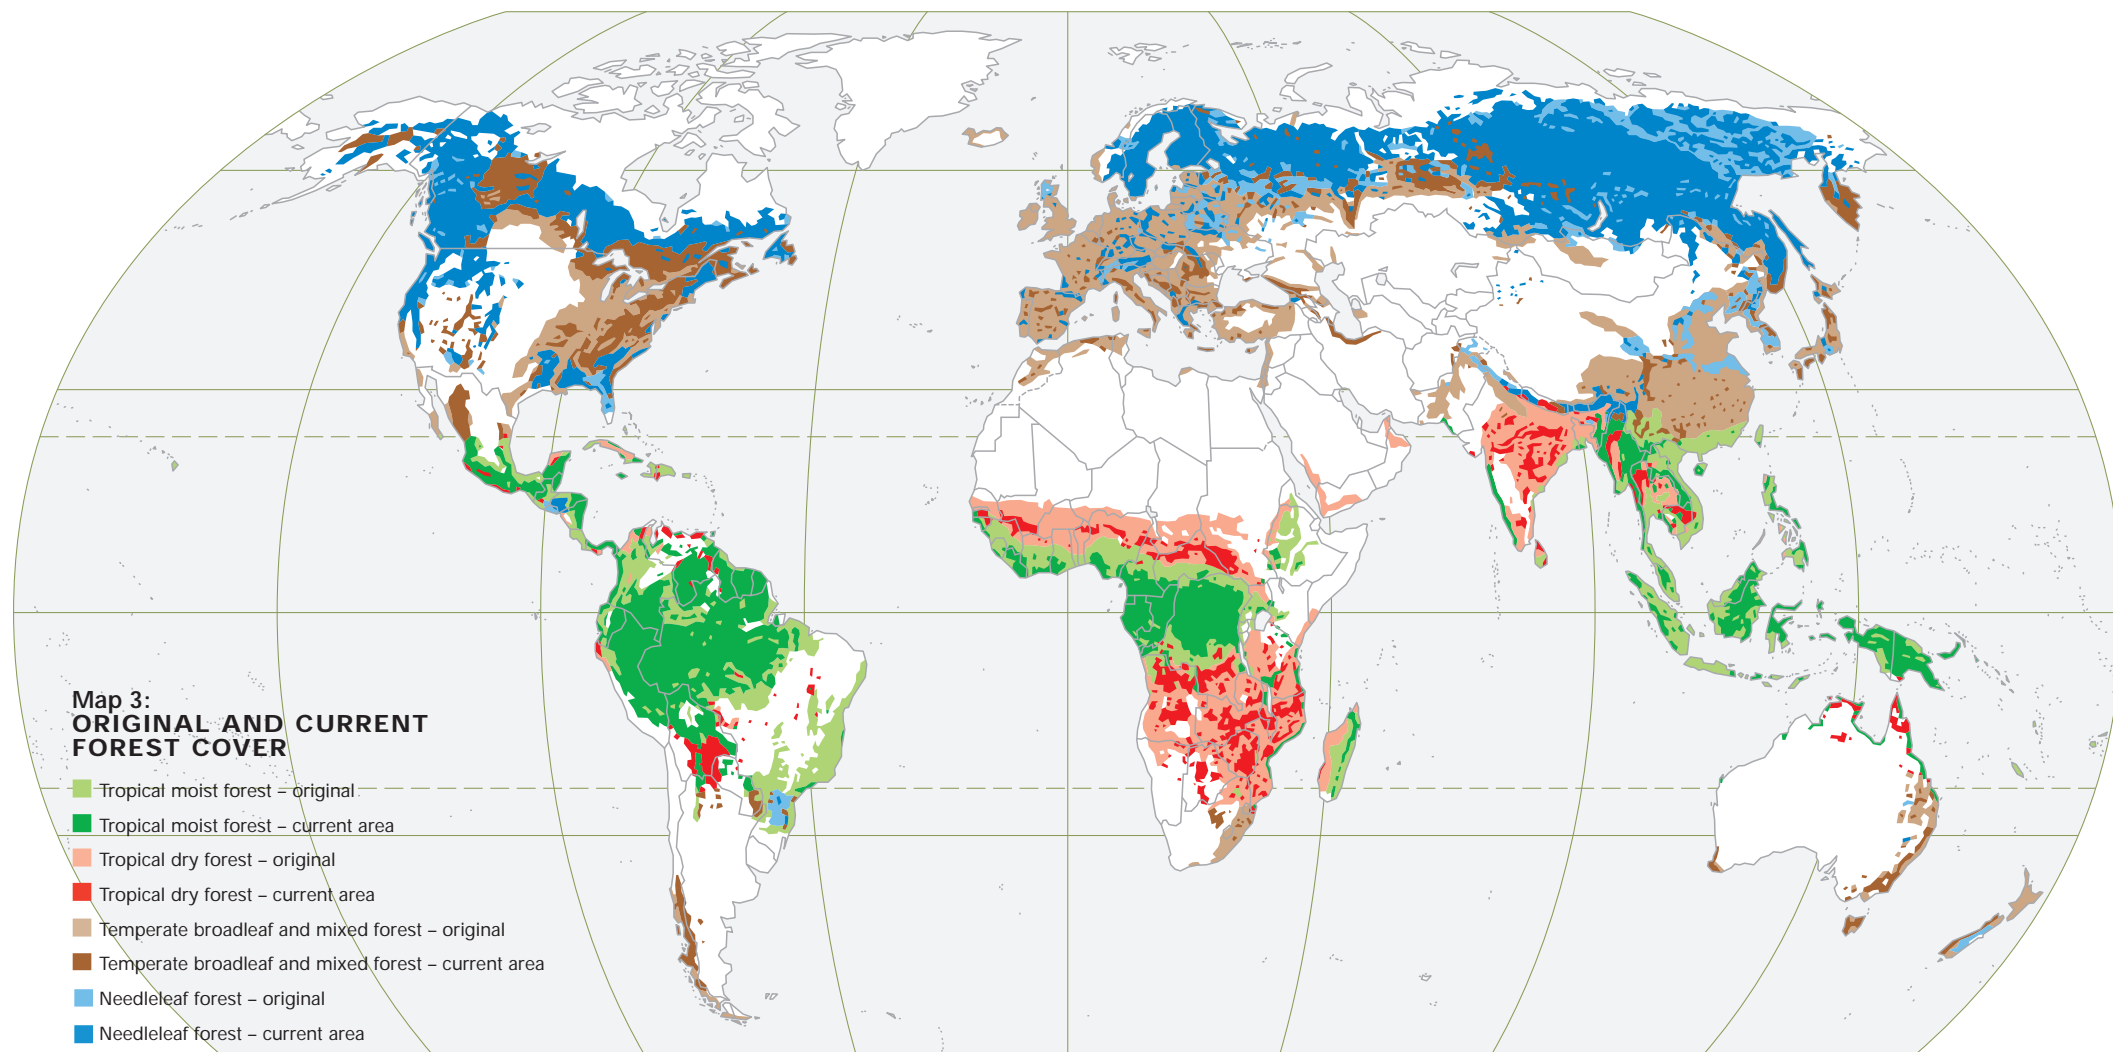 Map 3:
ORIGINAL AND CURRENT
FOREST COVER
Tropical moist forest – original
Tropical moist forest – current area
Tropical dry forest – original
Tropical dry forest – current area
Temperate broadleaf and mixed forest – original
Temperate broadleaf and mixed forest – current area
Needleleaf forest – original
Needleleaf forest – current area